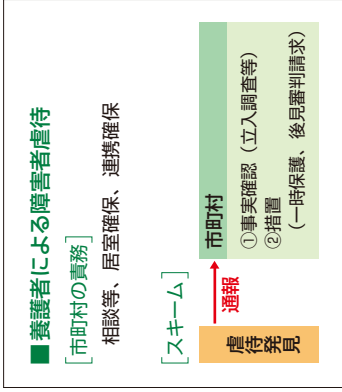 ■養護者による障害者虐待
[市町村の責務]
相談等、居室確保、連携確保
[スキーム]
虐待発見
通報
市町村
①事実確認（立入調査等）
②措置
（一時保護、後見審判請求）